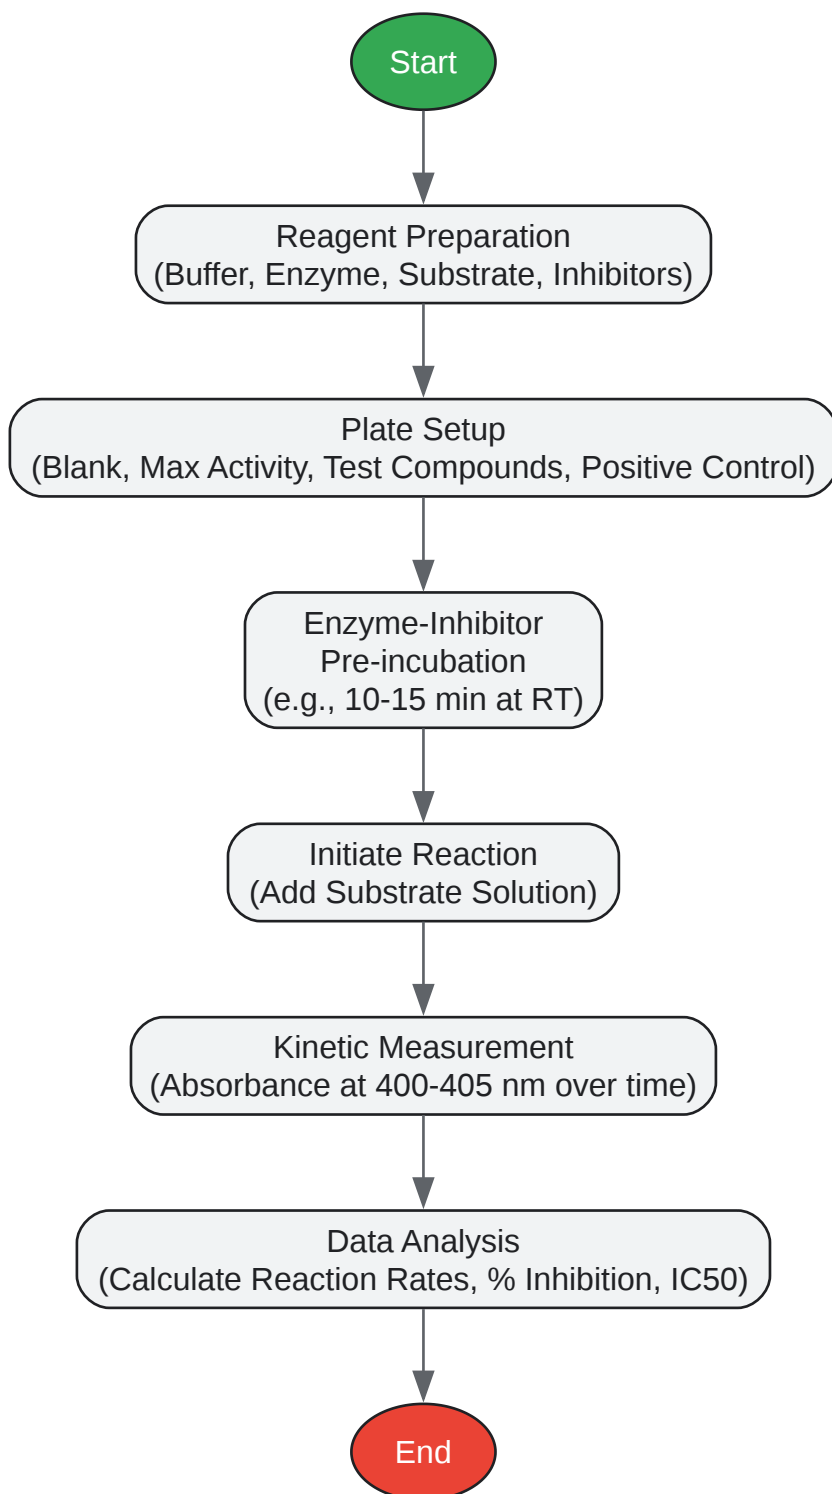 Start
Reagent Preparation
(Buffer, Enzyme, Substrate, Inhibitors)
Plate Setup
(Blank, Max Activity, Test Compounds, Positive Control)
Enzyme-Inhibitor
Pre-incubation
(e.g., 10-15 min at RT)
Initiate Reaction
(Add Substrate Solution)
Kinetic Measurement
(Absorbance at 400-405 nm over time)
Data Analysis
(Calculate Reaction Rates, % Inhibition, IC50)
End